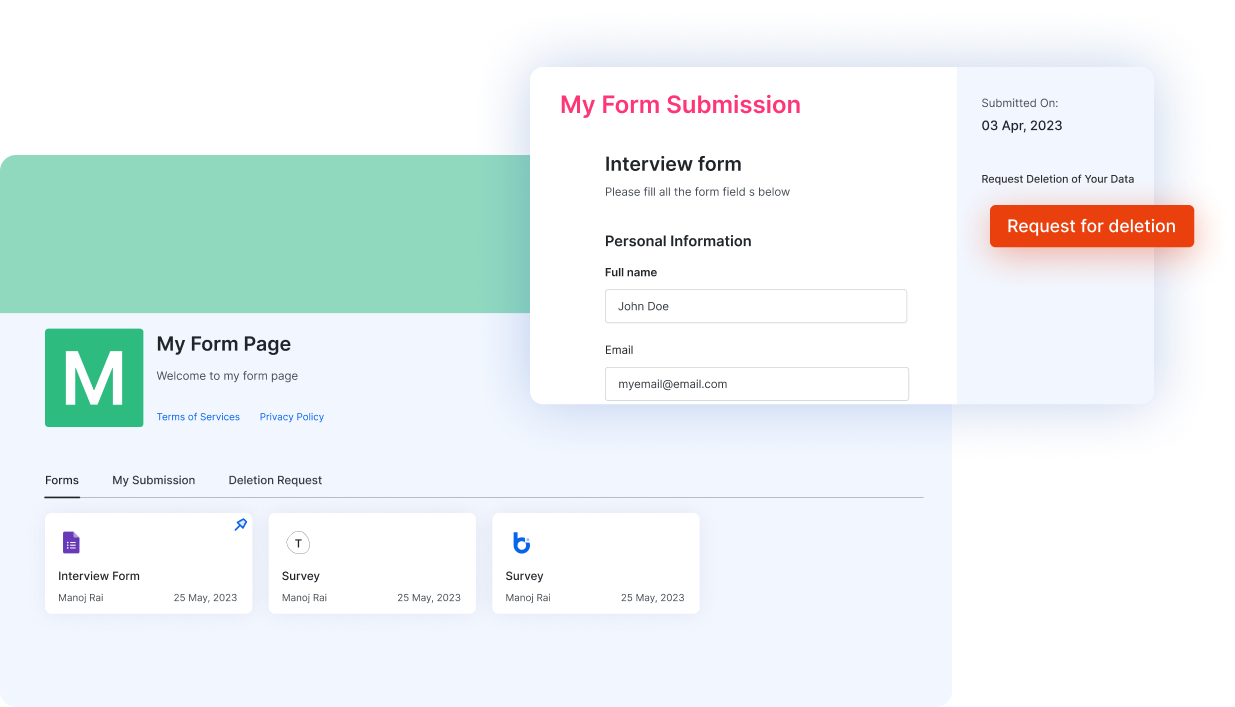 My Form Submission
Interview form
Please fill all the form field s below
Personal Information
Full name
John Doe
Email
myemail@email.com
Submitted On:
03 Apr, 2023
Request Deletion of Your Data
Request for deletion
M
My Form Page
Welcome to my form page
Terms of Services Privacy Policy
Forms My Submission Deletion Request
Interview Form
Manoj Rai 25 May, 2023
T
Survey
Manoj Rai 25 May, 2023
b
Survey
Manoj Rai 25 May, 2023